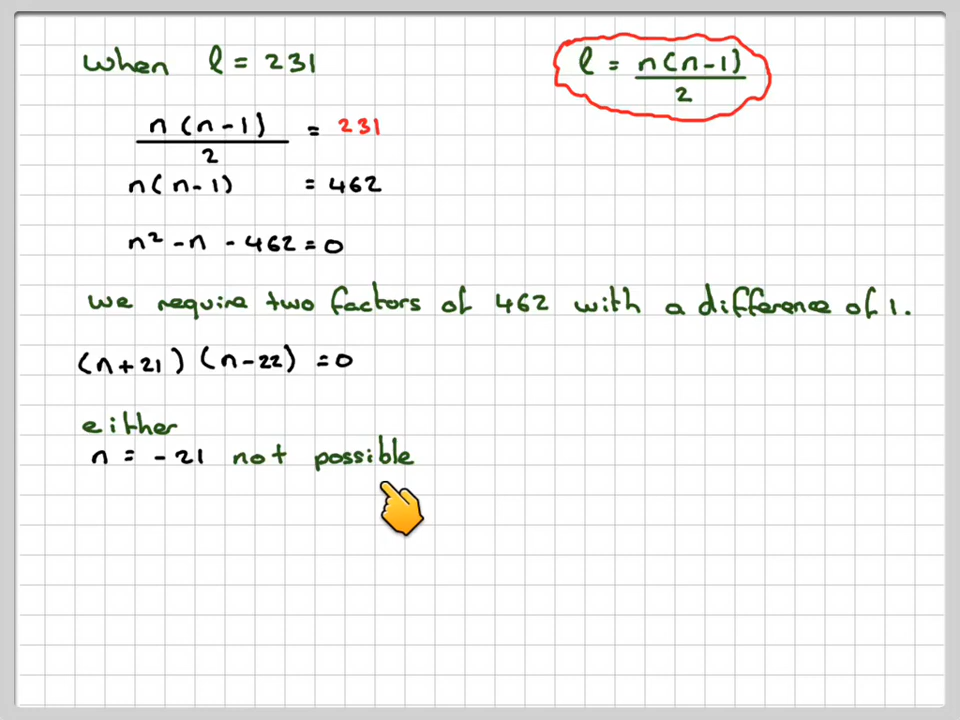 when l = 231
l = n(n-1)/2
n(n-1)/2 = 231
n(n-1) = 462
n² - n - 462 = 0
we require two factors of 462 with a difference of 1.
(n+21)(n-22) = 0
either
n = -21 not possible